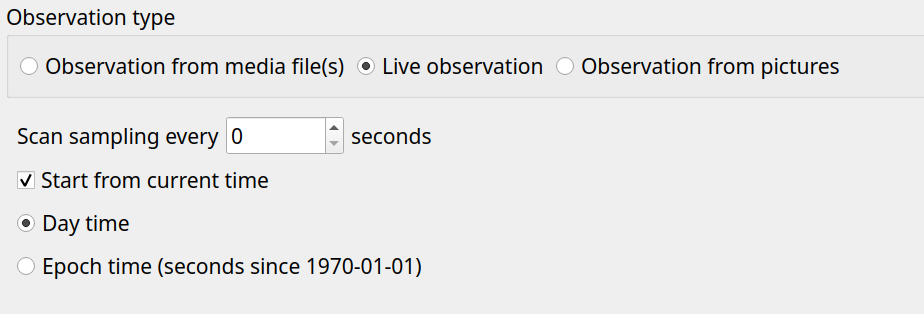 Observation type
Observation from media file(s) Live observation Observation from pictures
Scan sampling every 0 seconds
Start from current time
Day time
Epoch time (seconds since 1970-01-01)